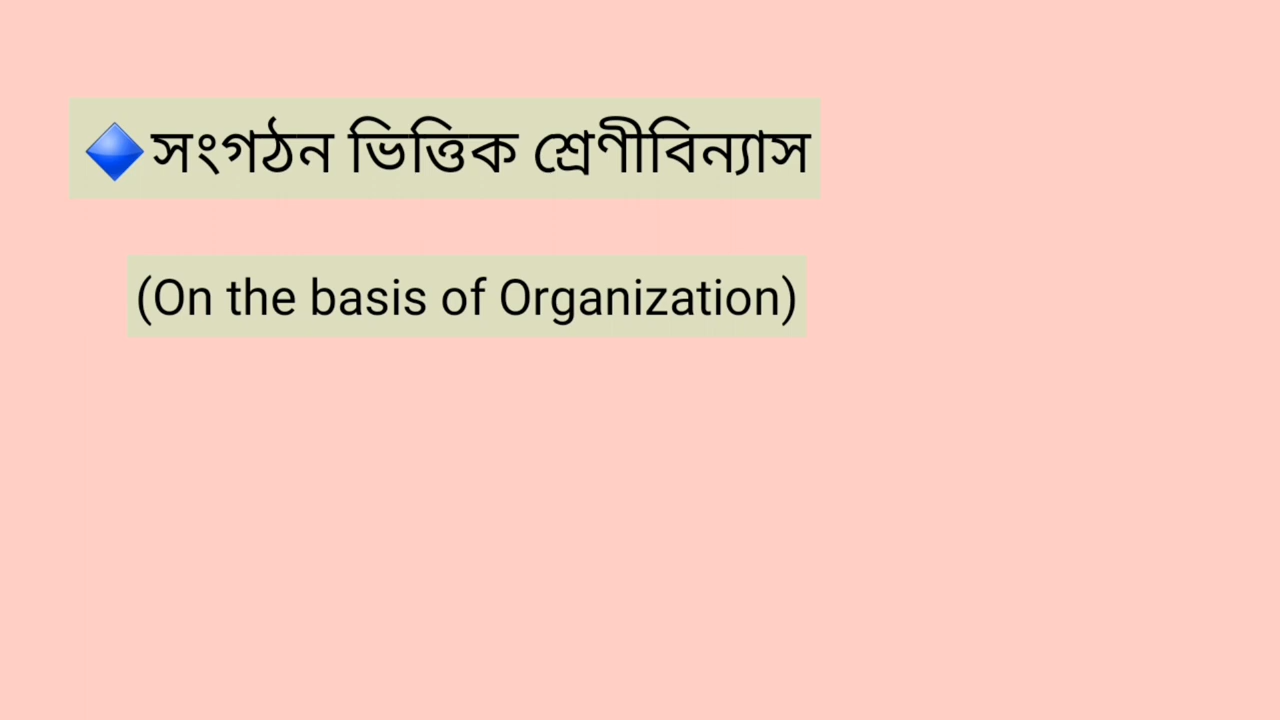 🔷সংগঠন ভিত্তিক শ্রেণীবিন্যাস
(On the basis of Organization)